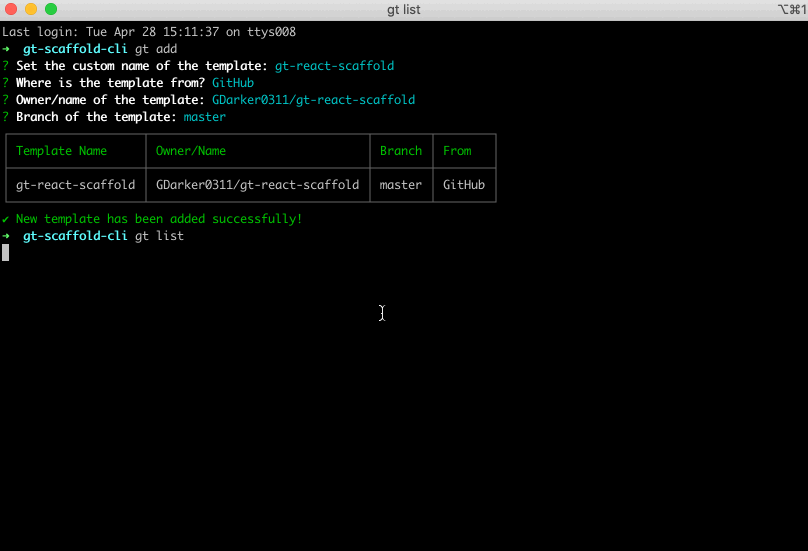 gt list
⌥⌘1
Last login: Tue Apr 28 15:11:37 on ttys008
➜  gt-scaffold-cli gt add
? Set the custom name of the template: gt-react-scaffold
? Where is the template from? GitHub
? Owner/name of the template: GDarker0311/gt-react-scaffold
? Branch of the template: master
Template Name Owner/Name Branch From
gt-react-scaffold GDarker0311/gt-react-scaffold master GitHub
✔ New template has been added successfully!
➜  gt-scaffold-cli gt list